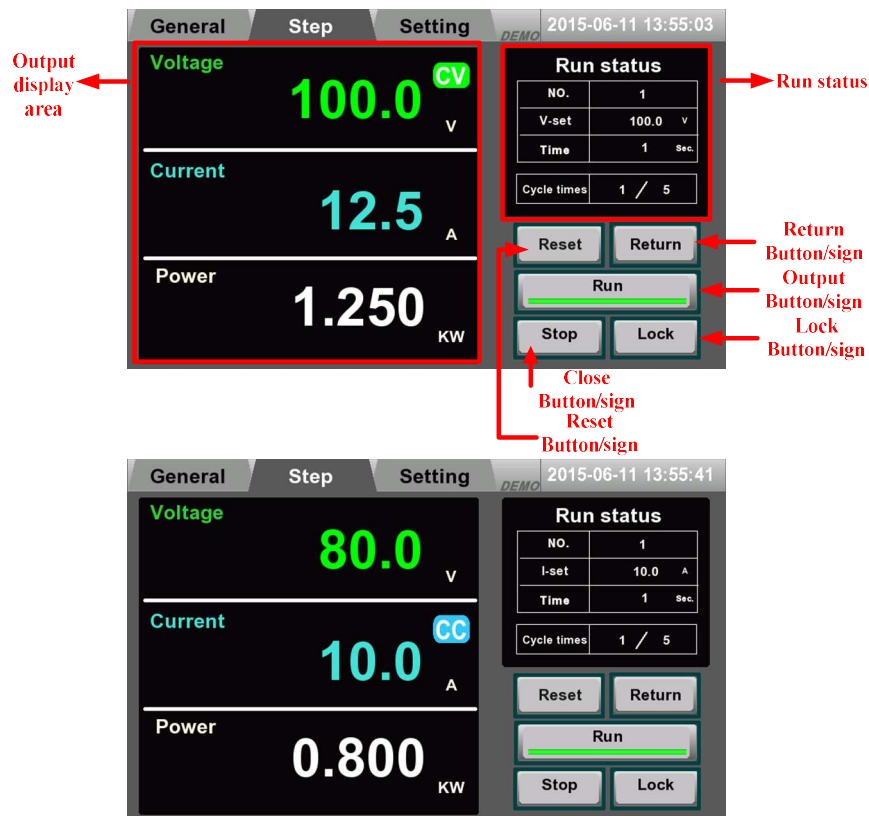 General Step Setting DEMO 2015-06-11 13:55:03
Output
display
area
Voltage
CV
100.0
V
Current
12.5
A
Power
1.250
KW
Run status
NO. 1
V-set 100.0 V
Time 1 Sec.
Cycle times 1 / 5
Run status
Reset Return
Run
Stop Lock
Return
Button/sign
Output
Button/sign
Lock
Button/sign
Close
Button/sign
Reset
Button/sign
General Step Setting DEMO 2015-06-11 13:55:41
Voltage
80.0
V
Current
CC
10.0
A
Power
0.800
KW
Run status
NO. 1
I-set 10.0 A
Time 1 Sec.
Cycle times 1 / 5
Reset Return
Run
Stop Lock